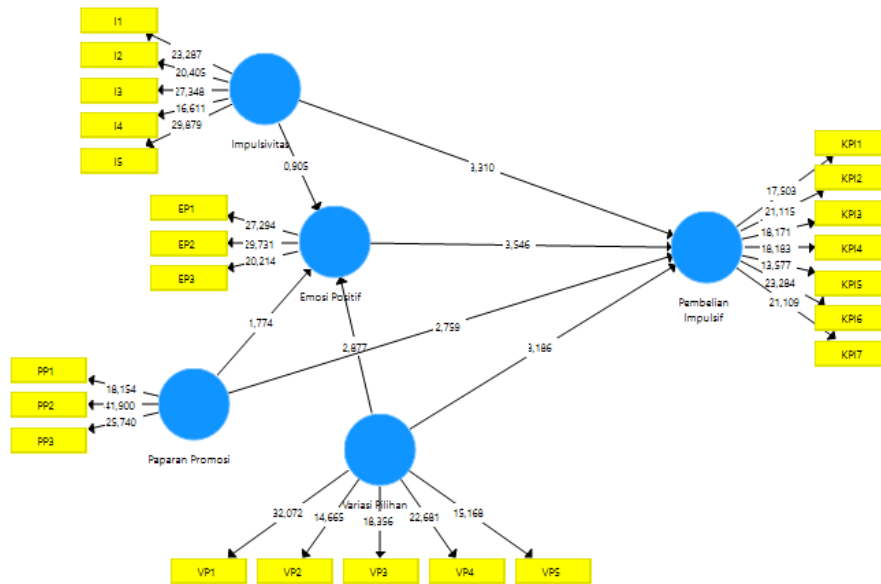 I1
I2
I3
I4
I5
23,287
20,405
27,348
16,611
29,879
Impulsivitas
0,905
3,310
EP1
EP2
EP3
27,294
29,731
20,214
Emosi Positif
3,546
KPI1
KPI2
KPI3
KPI4
KPI5
KPI6
KPI7
17,503
21,115
18,171
18,183
13,577
23,284
21,109
Pembelian
Impulsif
1,774
2,877
2,759
3,186
PP1
PP2
PP3
18,154
41,900
25,740
Paparan Promosi
Variasi Pilihan
32,072
14,665
18,356
22,681
15,168
VP1
VP2
VP3
VP4
VP5